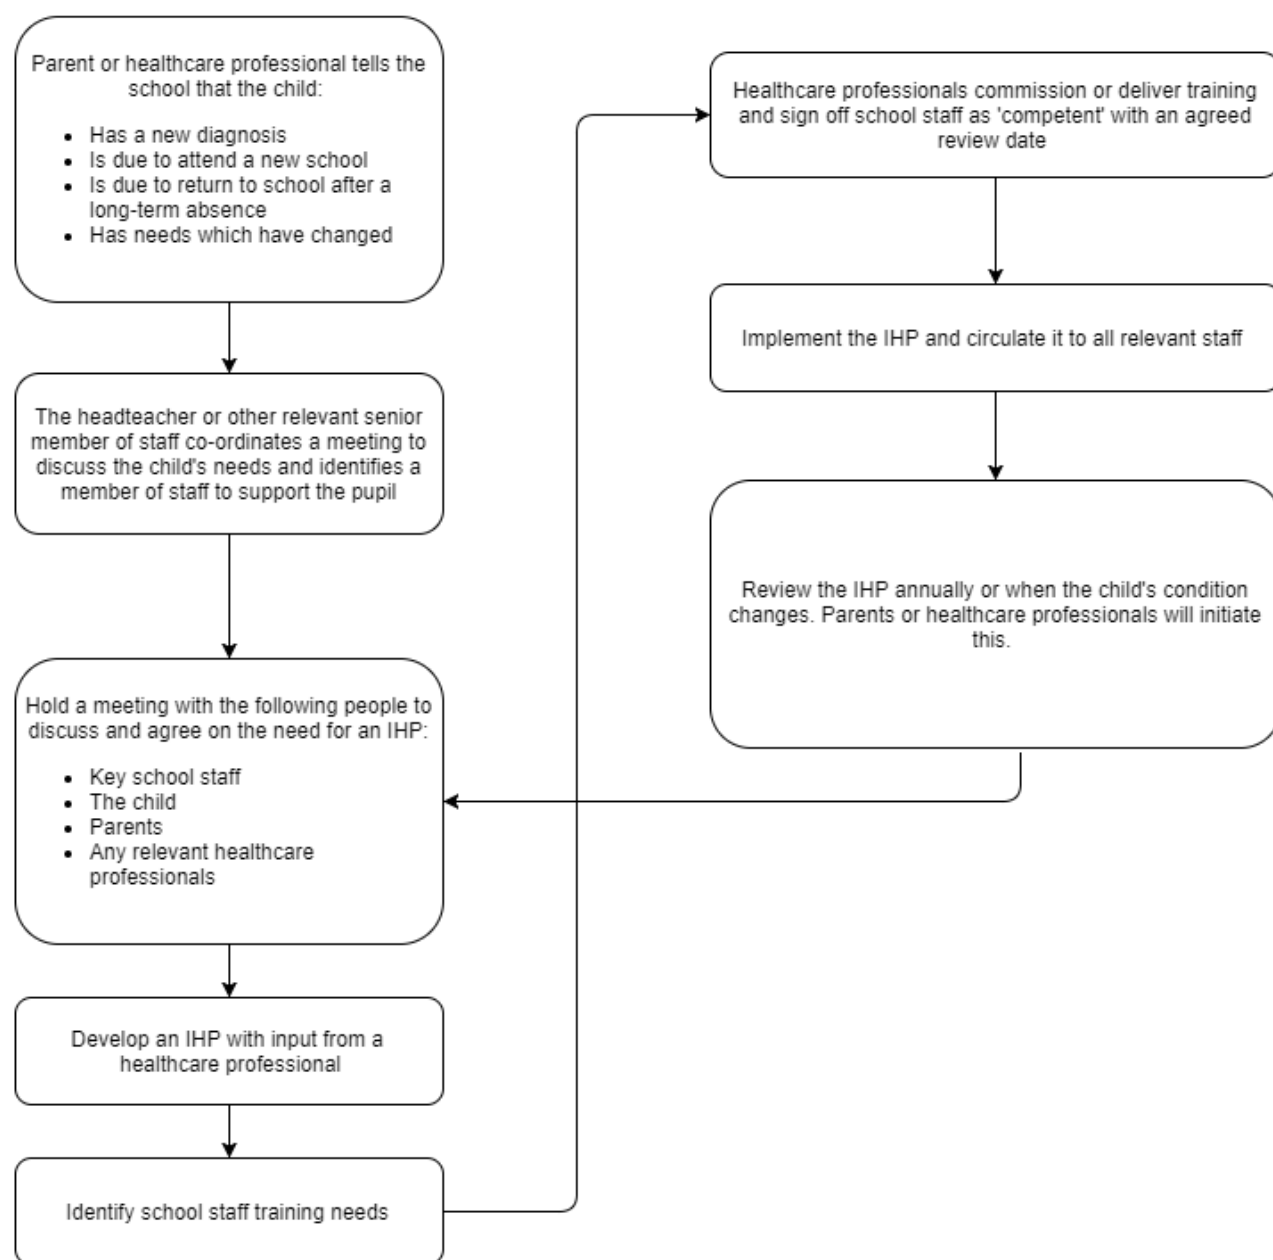 Parent or healthcare professional tells the
school that the child:
Has a new diagnosis
Is due to attend a new school
Is due to return to school after a
long-term absence
Has needs which have changed
The headteacher or other relevant senior
member of staff co-ordinates a meeting to
discuss the child's needs and identifies a
member of staff to support the pupil
Hold a meeting with the following people to
discuss and agree on the need for an IHP:
Key school staff
The child
Parents
Any relevant healthcare
professionals
Develop an IHP with input from a
healthcare professional
Identify school staff training needs
Healthcare professionals commission or deliver training
and sign off school staff as 'competent' with an agreed
review date
Implement the IHP and circulate it to all relevant staff
Review the IHP annually or when the child's condition
changes. Parents or healthcare professionals will initiate
this.